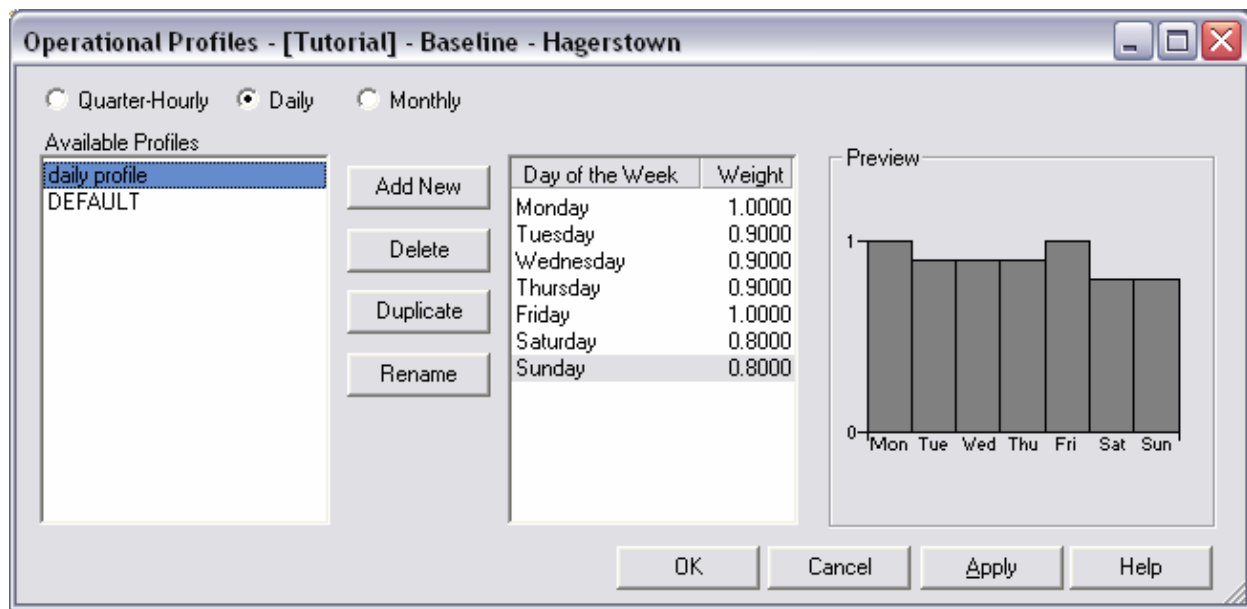 Operational Profiles - [Tutorial] - Baseline - Hagerstown
Quarter-Hourly Daily Monthly
Available Profiles
daily profile
DEFAULT
Add New
Delete
Duplicate
Rename
Day of the Week Weight
Monday 1.0000
Tuesday 0.9000
Wednesday 0.9000
Thursday 0.9000
Friday 1.0000
Saturday 0.8000
Sunday 0.8000
Preview
1
0
Mon Tue Wed Thu Fri Sat Sun
OK Cancel Apply Help